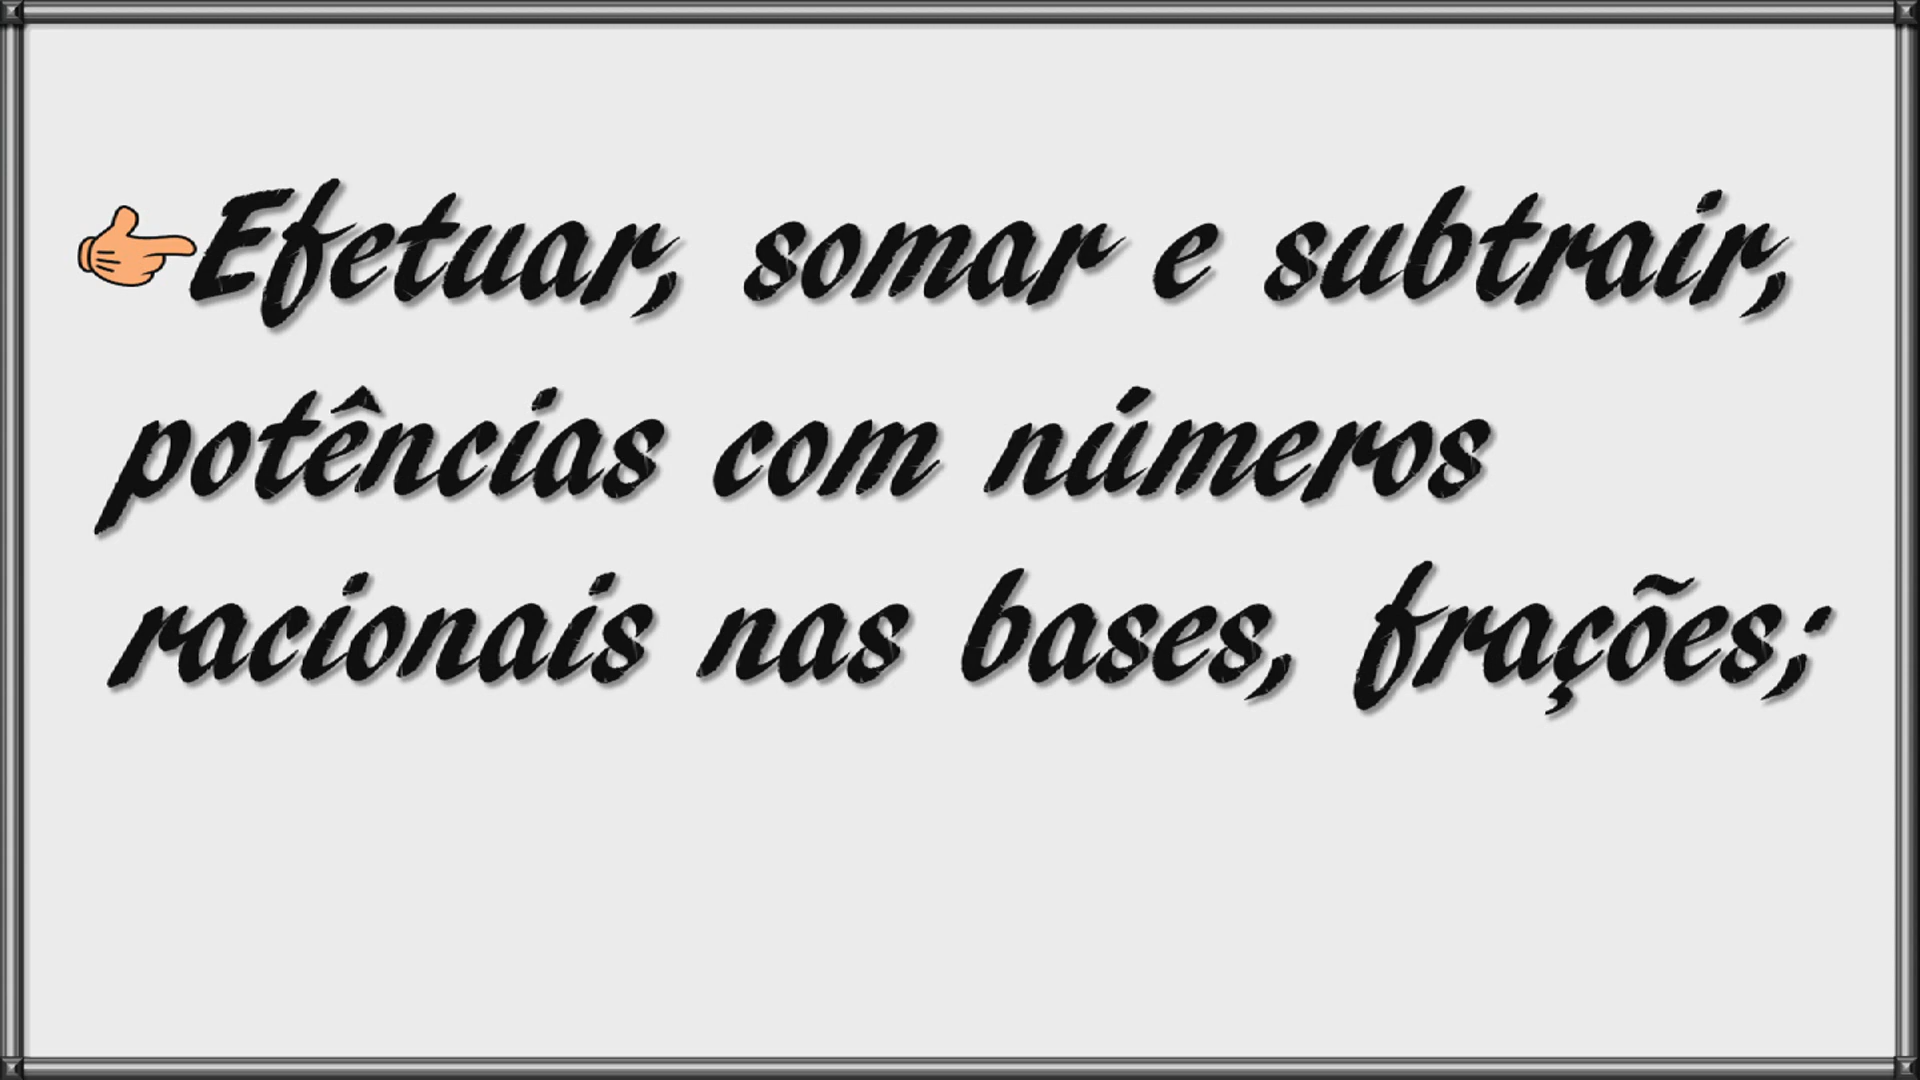 Efetuar, somar e subtrair,
potências com números
racionais nas bases, frações;